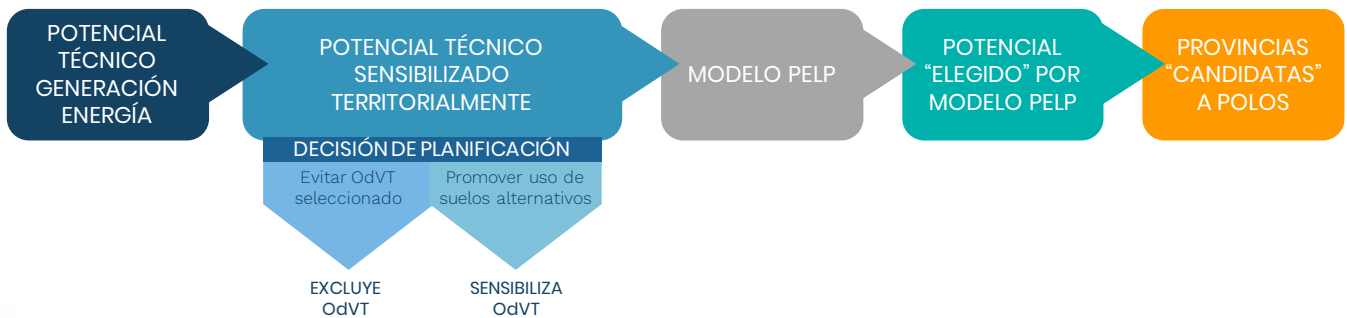 POTENCIAL
TÉCNICO
GENERACIÓN
ENERGÍA
POTENCIAL TÉCNICO
SENSIBILIZADO
TERRITORIALMENTE
MODELO PELP
POTENCIAL
“ELEGIDO” POR
MODELO PELP
PROVINCIAS
“CANDIDATAS”
A POLOS
DECISIÓN DE PLANIFICACIÓN
Evitar OdVT
seleccionado
Promover uso de
suelos alternativos
EXCLUYE
OdVT
SENSIBILIZA
OdVT